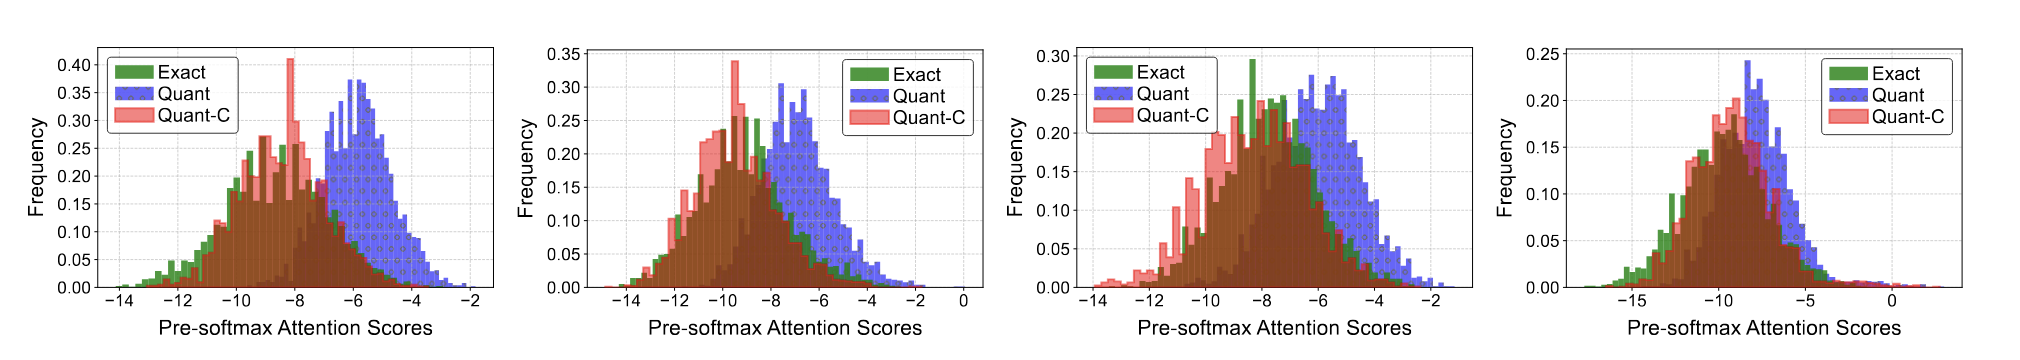 Frequency
0.40
0.35
0.30
0.25
0.20
0.15
0.10
0.05
0.00
Exact
Quant
Quant-C
−14 −12 −10 −8 −6 −4 −2
Pre-softmax Attention Scores
Frequency
0.35
0.30
0.25
0.20
0.15
0.10
0.05
0.00
Exact
Quant
Quant-C
−14 −12 −10 −8 −6 −4 −2 0
Pre-softmax Attention Scores
Frequency
0.30
0.25
0.20
0.15
0.10
0.05
0.00
Exact
Quant
Quant-C
−14 −12 −10 −8 −6 −4 −2
Pre-softmax Attention Scores
Frequency
0.25
0.20
0.15
0.10
0.05
0.00
Exact
Quant
Quant-C
−15 −10 −5 0
Pre-softmax Attention Scores